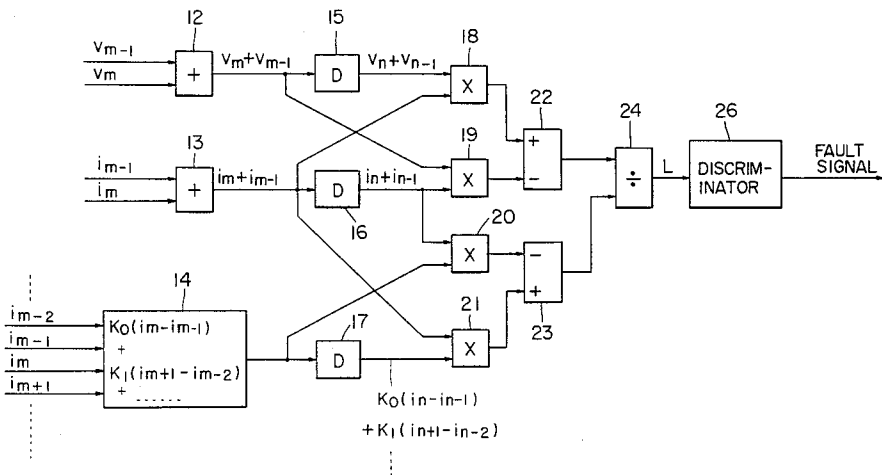 12
15
18
Vm-1
Vm
+
Vm+Vm-1
D
Vn+Vn-1
X
22
24
26
+
-
÷
L
DISCRIM-
INATOR
FAULT
SIGNAL
13
19
im-1
im
+
im+im-1
D
in+in-1
X
16
20
X
-
+
23
14
17
21
im-2
im-1
im
im+1
K0(im-im-1)
+
K1(im+1-im-2)
+ ......
D
X
K0(in-in-1)
+K1(in+1-in-2)